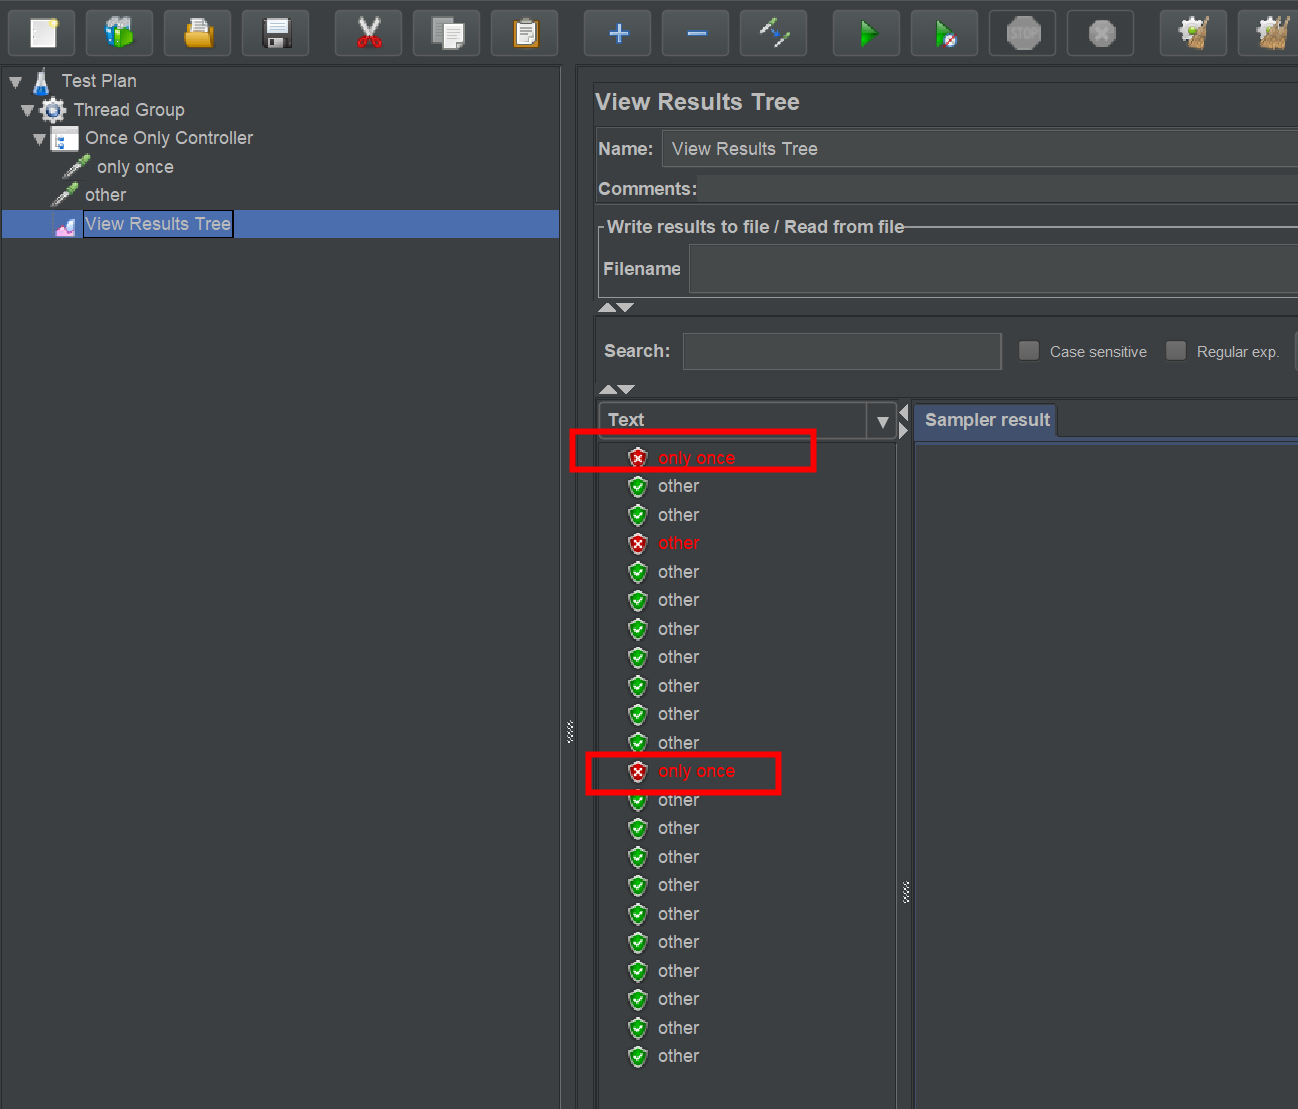 STOP
Test Plan
Thread Group
Once Only Controller
only once
other
View Results Tree
View Results Tree
Name: View Results Tree
Comments:
Write results to file / Read from file
Filename
Search: Case sensitive Regular exp.
Text
Sampler result
only once
other
other
other
other
other
other
other
other
other
other
only once
other
other
other
other
other
other
other
other
other
other